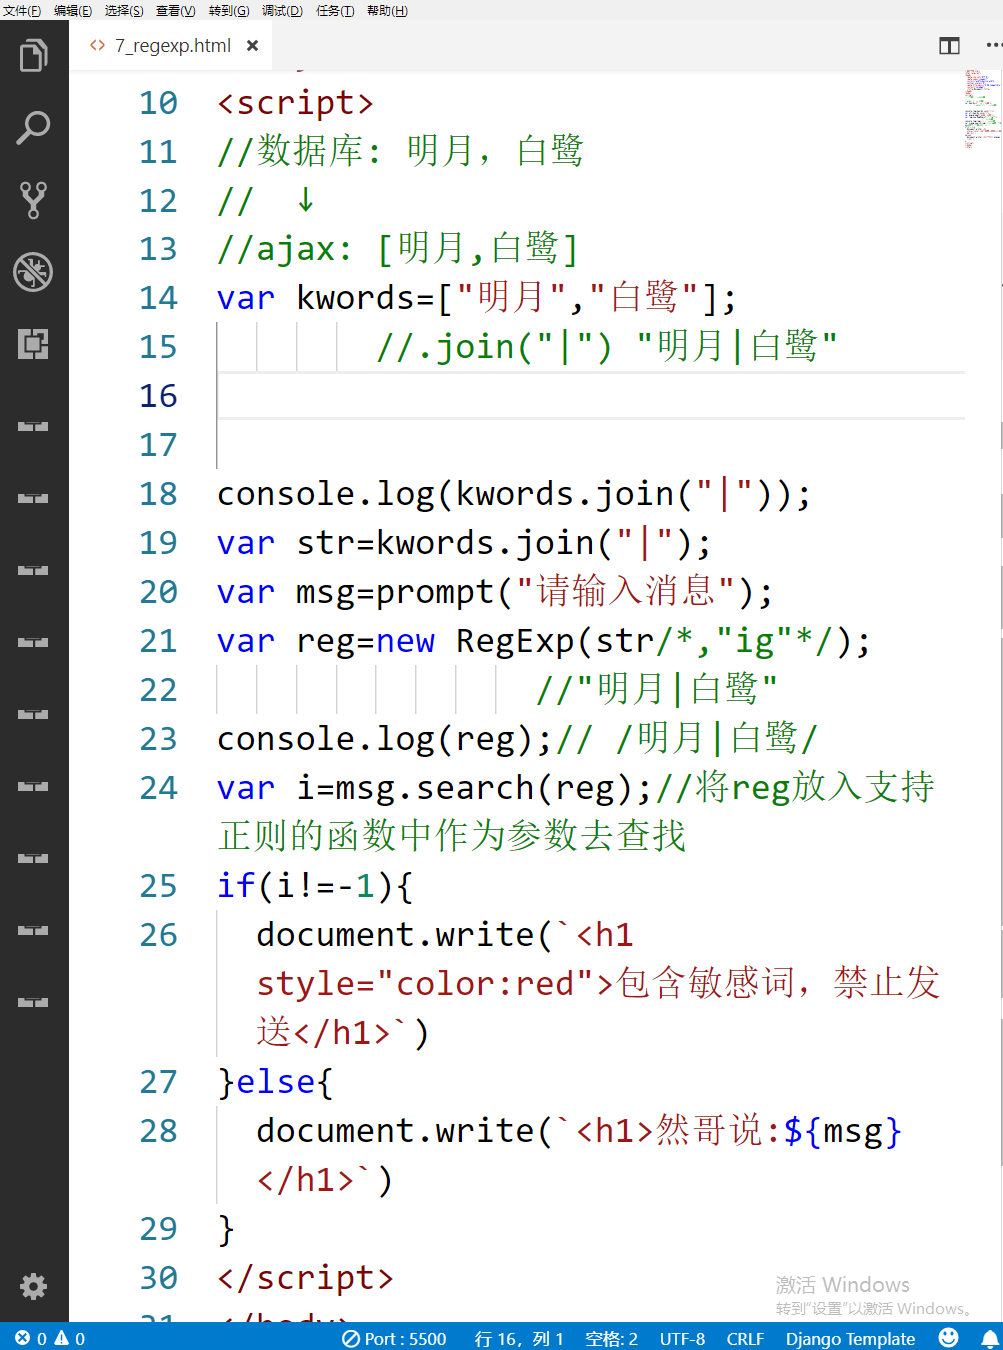 文件(F) 编辑(E) 选择(S) 查看(V) 转到(G) 调试(D) 任务(T) 帮助(H)
<> 7_regexp.html ×
10 <script>
11 //数据库: 明月, 白鹭
12 //  ↓
13 //ajax: [明月,白鹭]
14 var kwords=["明月","白鹭"];
15         //.join("|") "明月|白鹭"
16
17
18 console.log(kwords.join("|"));
19 var str=kwords.join("|");
20 var msg=prompt("请输入消息");
21 var reg=new RegExp(str/*,"ig"*/);
22                 //"明月|白鹭"
23 console.log(reg);// /明月|白鹭/
24 var i=msg.search(reg);//将reg放入支持
正则的函数中作为参数去查找
25 if(i!=-1){
26   document.write(`<h1
style="color:red">包含敏感词, 禁止发
送</h1>`)
27 }else{
28   document.write(`<h1>然哥说:${msg}
</h1>`)
29 }
30 </script>
31 </body>
激活 Windows
转到"设置"以激活 Windows。
0 0 Port : 5500 行 16, 列 1 空格: 2 UTF-8 CRLF Django Template